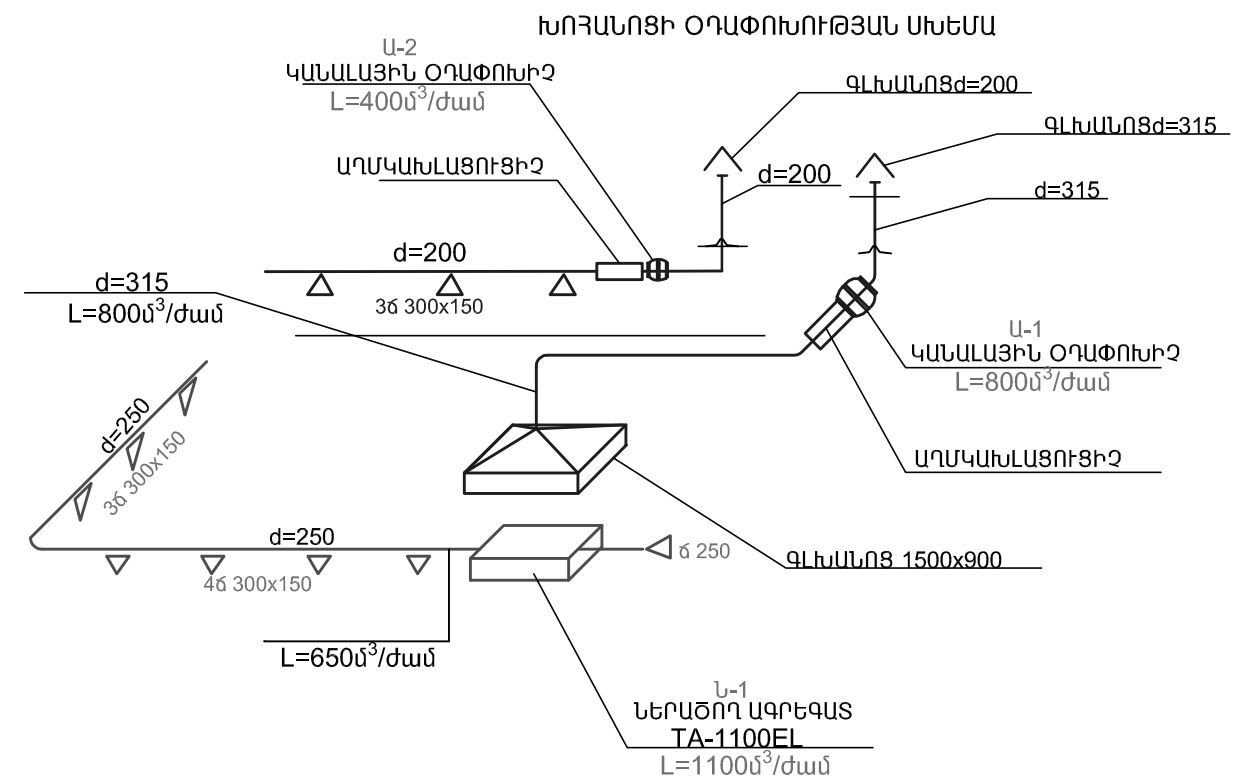 ԽՈՀԱՆՈՑԻ ՕԴԱՓՈԽՈՒԹՅԱՆ ՍԽԵՄԱ
Ա-2
ԿԱՆԱԼԱՅԻՆ ՕԴԱՓՈԽԻՉ
L=400մ³/ժամ
ԳԼԽԱՆՈՑd=200
ԳԼԽԱՆՈՑd=315
ԱՂՄԿԱԽԼԱՑՈՒՑԻՉ
d=200
d=315
d=200
d=315
L=800մ³/ժամ
3ճ 300x150
Ա-1
ԿԱՆԱԼԱՅԻՆ ՕԴԱՓՈԽԻՉ
L=800մ³/ժամ
d=250
3ճ 300x150
ԱՂՄԿԱԽԼԱՑՈՒՑԻՉ
d=250
ճ 250
ԳԼԽԱՆՈՑ 1500x900
4ճ 300x150
L=650մ³/ժամ
Ն-1
ՆԵՐԱԾՈՂ ԱԳՐԵԳԱՏ
TA-1100EL
L=1100մ³/ժամ